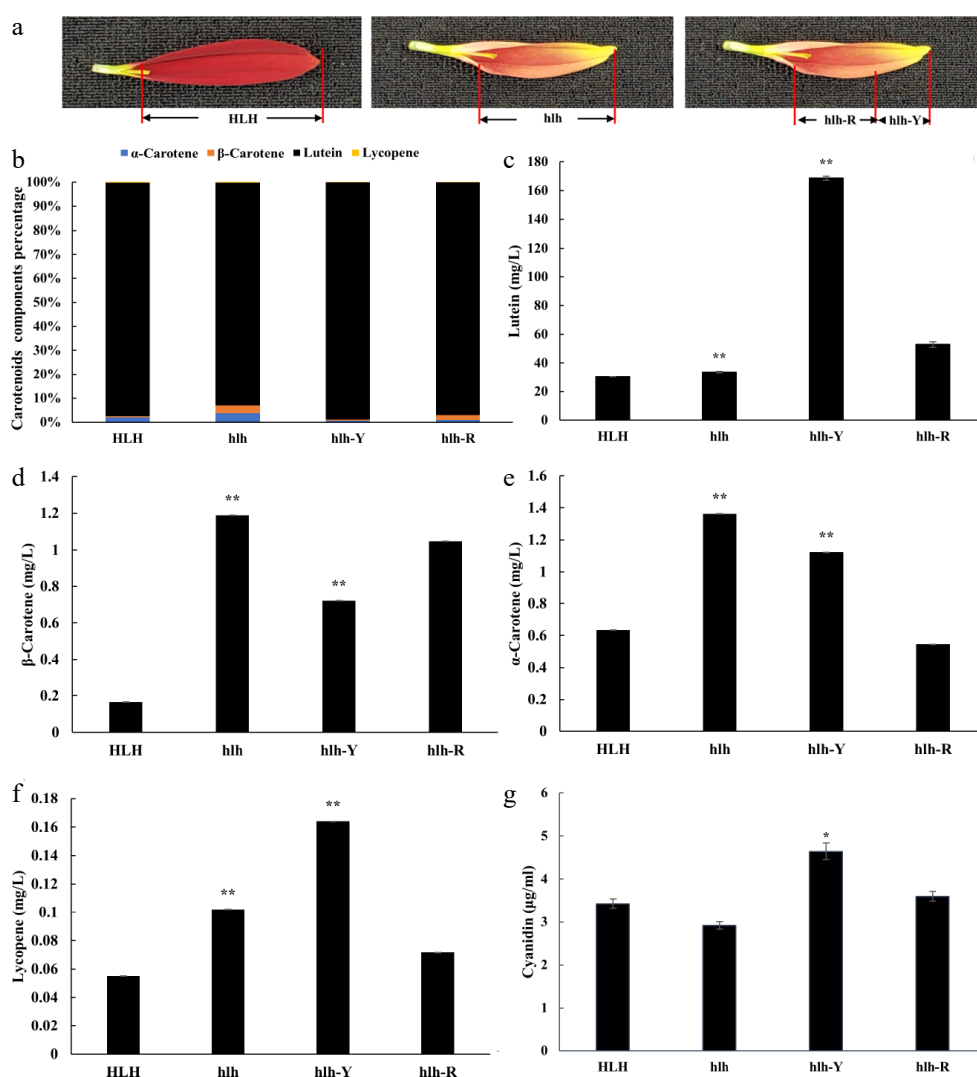 a
HLH
hlh
hlh-R
hlh-Y
b
α-Carotene β-Carotene Lutein Lycopene
Carotenoids components percentage
100%
90%
80%
70%
60%
50%
40%
30%
20%
10%
0%
HLH hlh hlh-Y hlh-R
c
Lutein (mg/L)
180
160
140
120
100
80
60
40
20
0
**
**
HLH hlh hlh-Y hlh-R
d
β-Carotene (mg/L)
1.4
1.2
1
0.8
0.6
0.4
0.2
0
**
**
HLH hlh hlh-Y hlh-R
e
α-Carotene (mg/L)
1.6
1.4
1.2
1
0.8
0.6
0.4
0.2
0
**
**
HLH hlh hlh-Y hlh-R
f
Lycopene (mg/L)
0.18
0.16
0.14
0.12
0.1
0.08
0.06
0.04
0.02
0
**
**
HLH hlh hlh-Y hlh-R
g
Cyanidin (μg/ml)
6
5
4
3
2
1
0
*
HLH hlh hlh-Y hlh-R